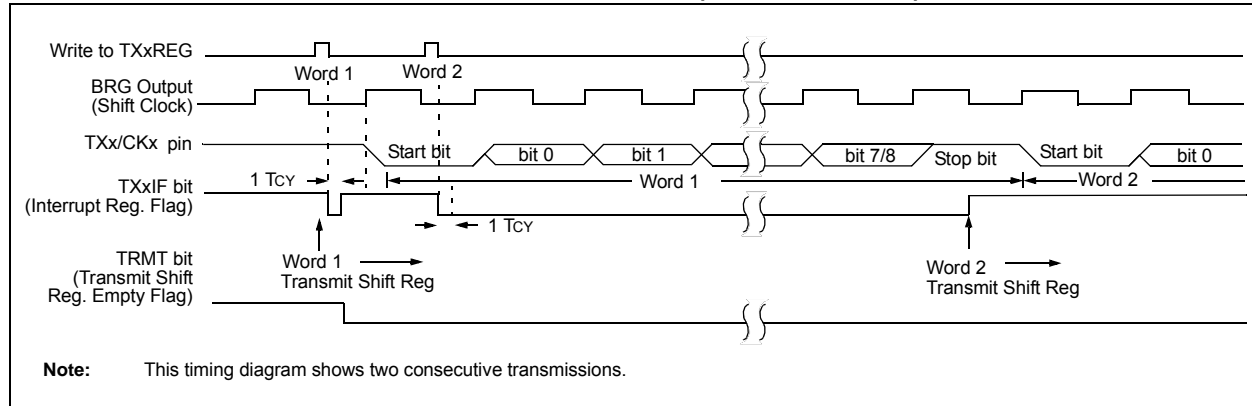 Write to TXxREG
Word 1
Word 2
BRG Output
(Shift Clock)
TXx/CKx pin
Start bit
bit 0
bit 1
bit 7/8
Stop bit
Start bit
bit 0
1 TCY
Word 1
Word 2
TXxIF bit
(Interrupt Reg. Flag)
1 TCY
Word 1
Transmit Shift Reg
Word 2
Transmit Shift Reg
TRMT bit
(Transmit Shift
Reg. Empty Flag)
Note: This timing diagram shows two consecutive transmissions.